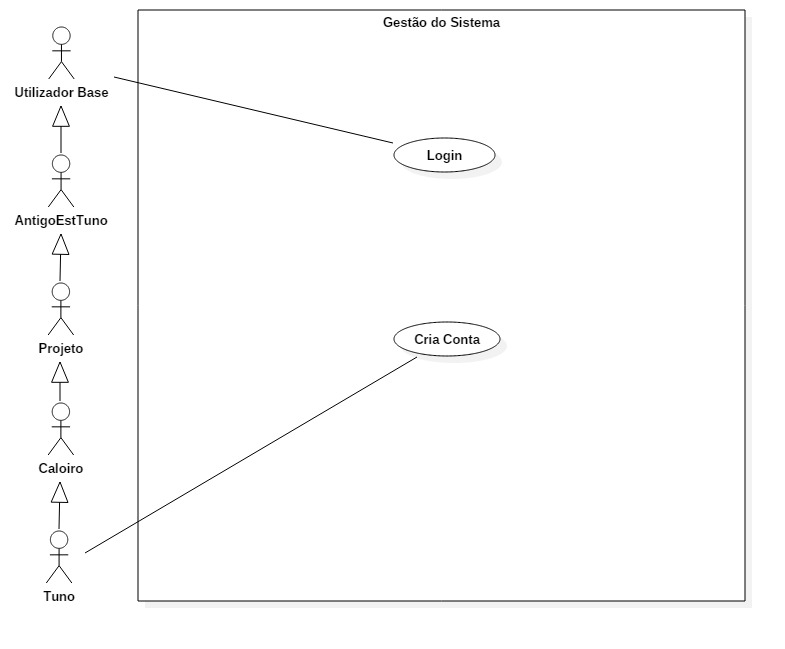 Gestão do Sistema
Utilizador Base
Login
AntigoEstTuno
Cria Conta
Projeto
Caloiro
Tuno